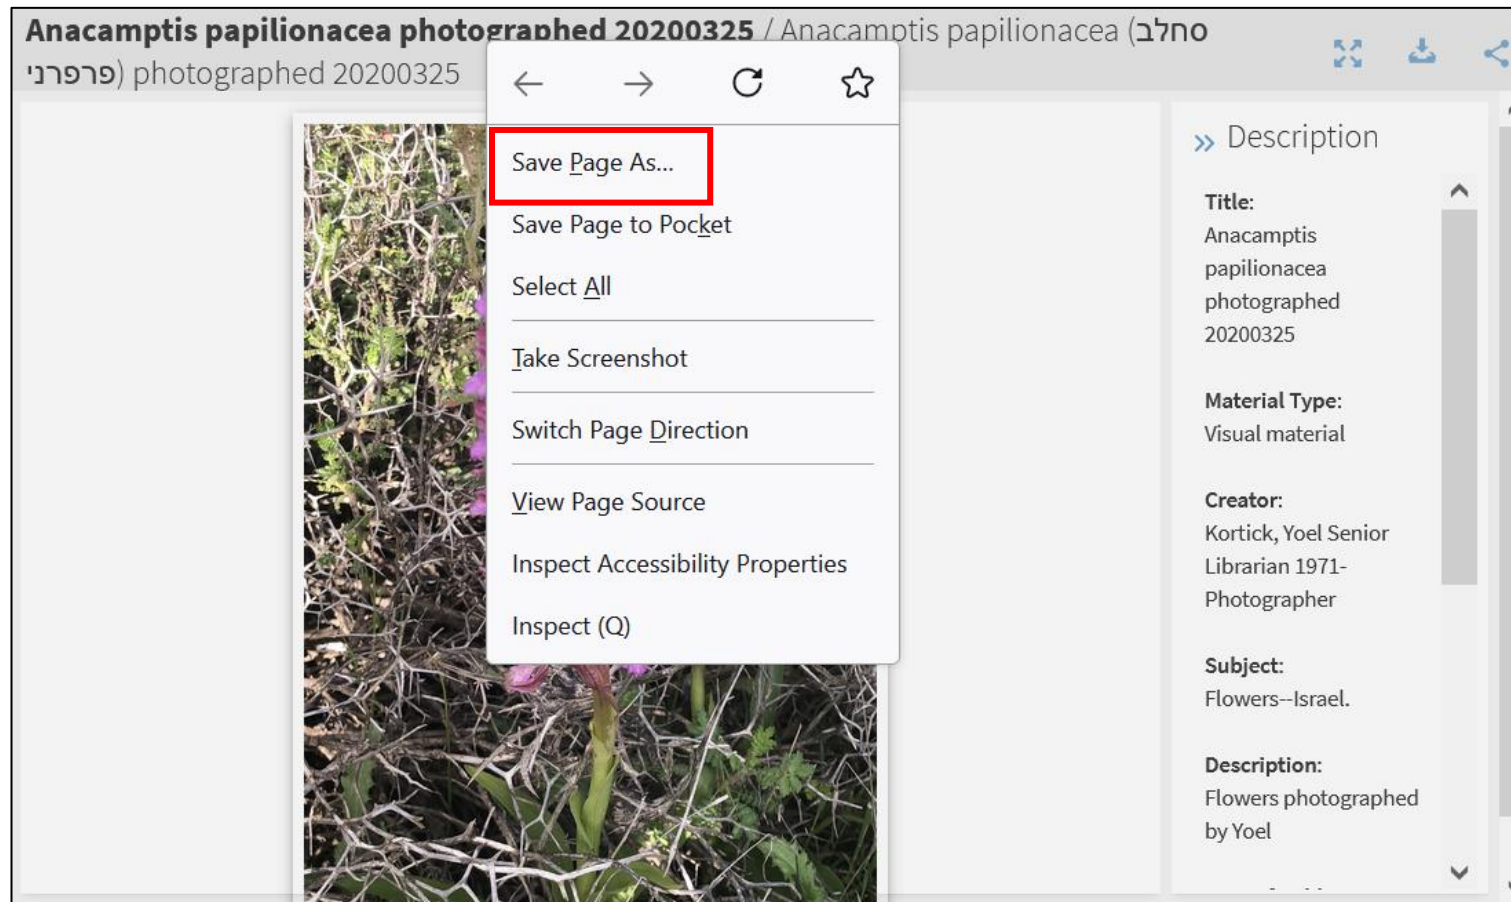 Anacamptis papilionacea photographed 20200325 / Anacamptis papilionacea (סחלב
פרפרני) photographed 20200325
Save Page As...
Save Page to Pocket
Select All
Take Screenshot
Switch Page Direction
View Page Source
Inspect Accessibility Properties
Inspect (Q)
Description
Title:
Anacamptis
papilionacea
photographed
20200325
Material Type:
Visual material
Creator:
Kortick, Yoel Senior
Librarian 1971-
Photographer
Subject:
Flowers--Israel.
Description:
Flowers photographed
by Yoel